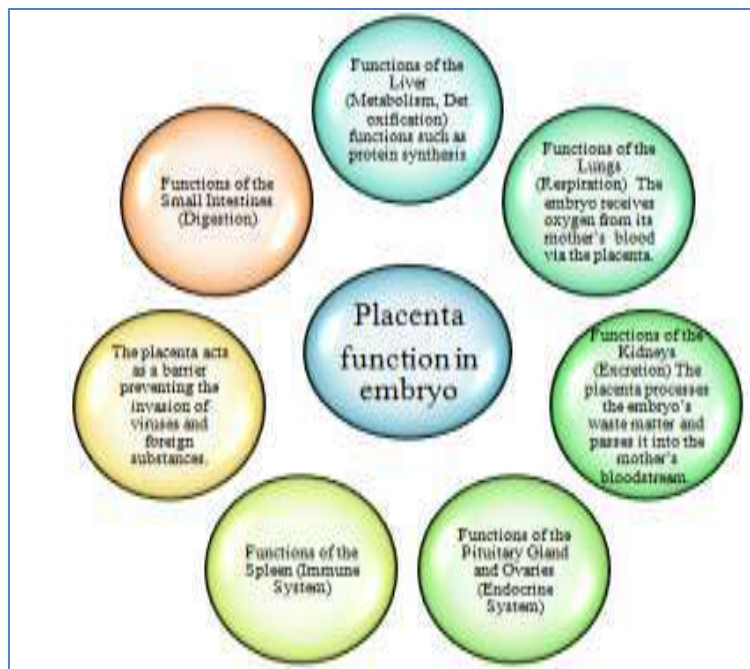 Functions of the
Liver
(Metabolism, Det
oxification)
functions such as
protein synthesis
Functions of the
Lungs
(Respiration) The
embryo receives
oxygen from its
mother's blood
via the placenta.
Functions of the
Kidneys
(Excretion) The
placenta processes
the embryo's
waste matter and
passes it into the
mother's
bloodstream.
Functions of the
Pituitary Gland
and Ovaries
(Endocrine
System)
Functions of the
Spleen (Immune
System)
The placenta acts
as a barrier
preventing the
invasion of
viruses and
foreign
substances.
Functions of the
Small Intestines
(Digestion)
Placenta
function in
embryo